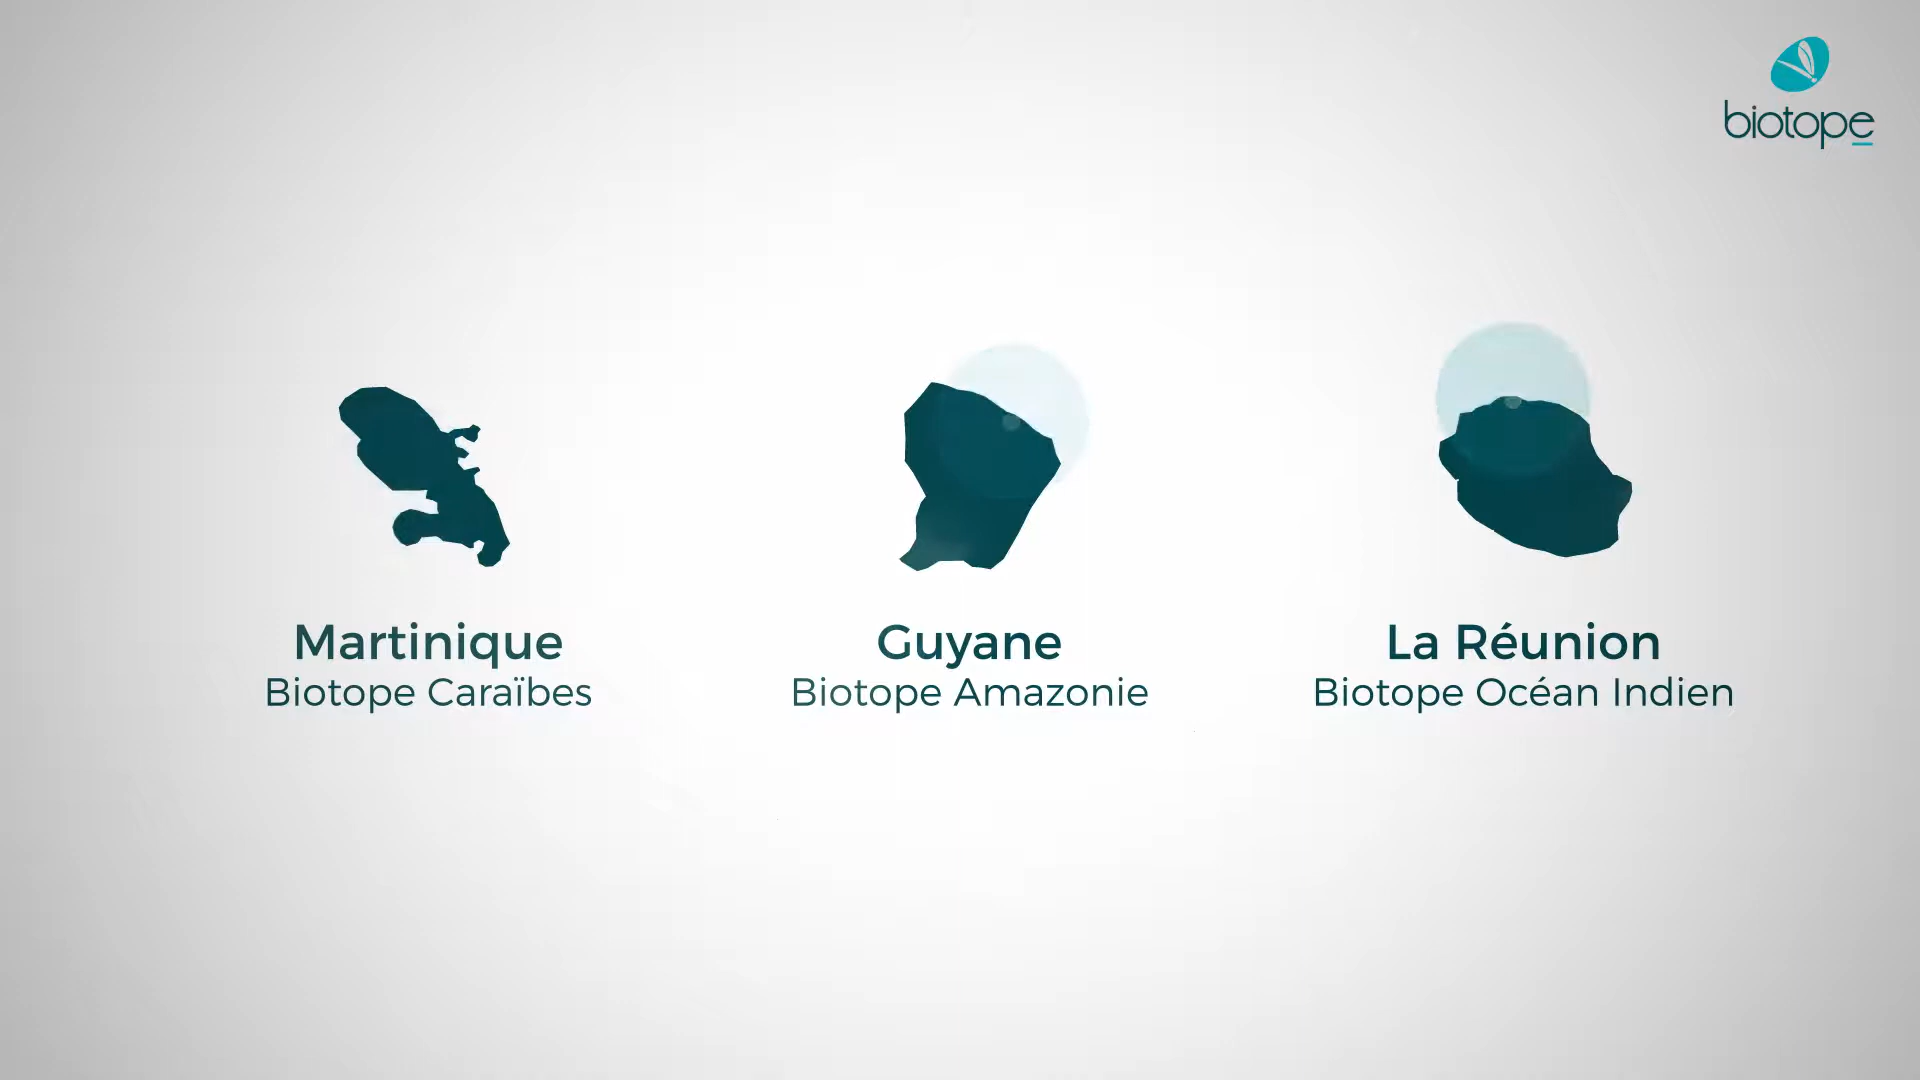 biotope
Martinique
Biotope Caraïbes
Guyane
Biotope Amazonie
La Réunion
Biotope Océan Indien